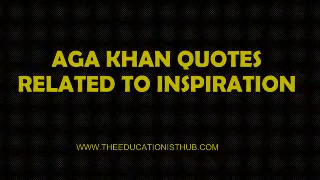 AGA KHAN QUOTES
RELATED TO INSPIRATION
WWW.THEEDUCATIONISTHUB.COM